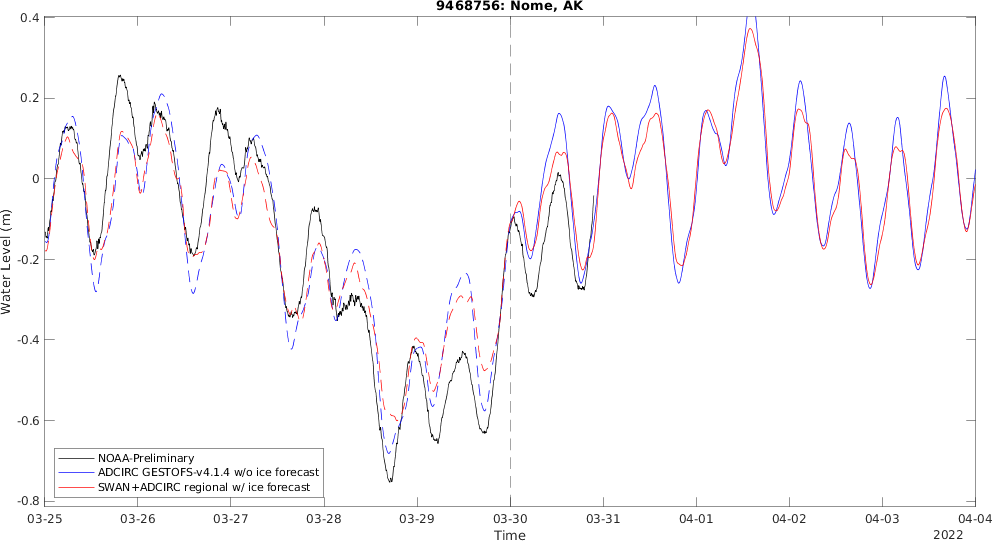 9468756: Nome, AK
0.4
0.2
0
-0.2
-0.4
-0.6
-0.8
Water Level (m)
NOAA-Preliminary
ADCIRC GESTOFS-v4.1.4 w/o ice forecast
SWAN+ADCIRC regional w/ ice forecast
03-25 03-26 03-27 03-28 03-29 03-30 03-31 04-01 04-02 04-03 04-04
Time
2022